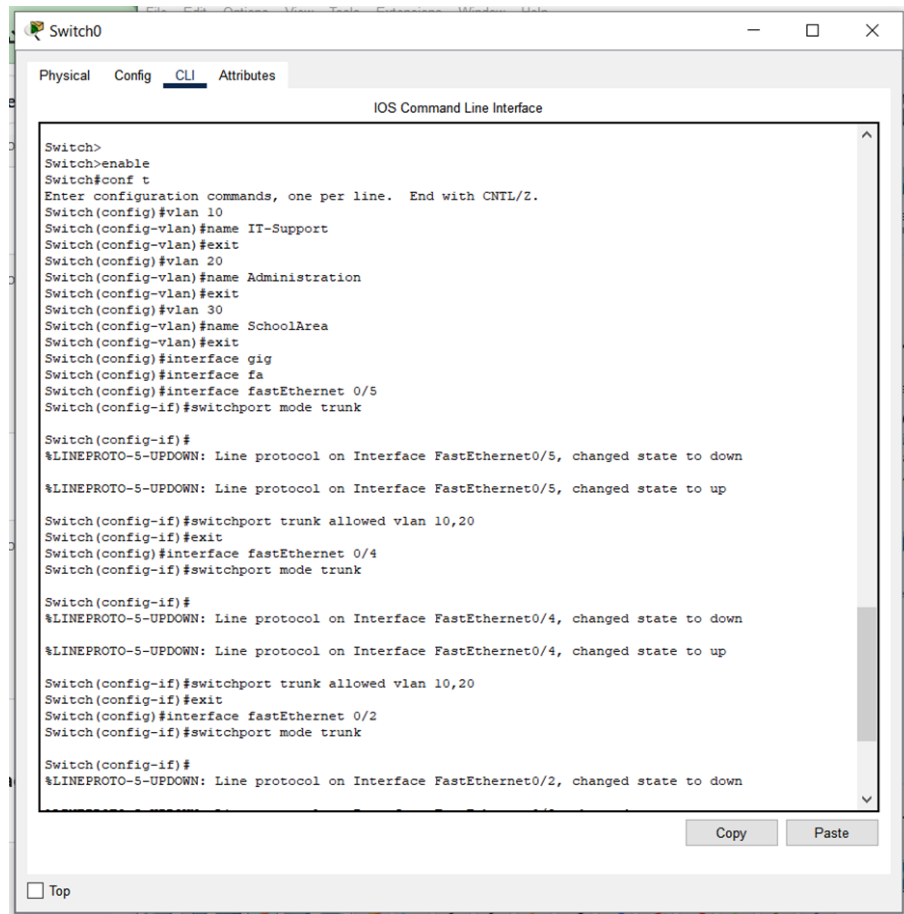 File Edit Options View Tools Extensions Window Help
Switch0
Physical Config CLI Attributes
IOS Command Line Interface
Switch>
Switch>enable
Switch#conf t
Enter configuration commands, one per line.  End with CNTL/Z.
Switch(config)#vlan 10
Switch(config-vlan)#name IT-Support
Switch(config-vlan)#exit
Switch(config)#vlan 20
Switch(config-vlan)#name Administration
Switch(config-vlan)#exit
Switch(config)#vlan 30
Switch(config-vlan)#name SchoolArea
Switch(config-vlan)#exit
Switch(config)#interface gig
Switch(config)#interface fa
Switch(config)#interface fastEthernet 0/5
Switch(config-if)#switchport mode trunk
Switch(config-if)#
%LINEPROTO-5-UPDOWN: Line protocol on Interface FastEthernet0/5, changed state to down
%LINEPROTO-5-UPDOWN: Line protocol on Interface FastEthernet0/5, changed state to up
Switch(config-if)#switchport trunk allowed vlan 10,20
Switch(config-if)#exit
Switch(config)#interface fastEthernet 0/4
Switch(config-if)#switchport mode trunk
Switch(config-if)#
%LINEPROTO-5-UPDOWN: Line protocol on Interface FastEthernet0/4, changed state to down
%LINEPROTO-5-UPDOWN: Line protocol on Interface FastEthernet0/4, changed state to up
Switch(config-if)#switchport trunk allowed vlan 10,20
Switch(config-if)#exit
Switch(config)#interface fastEthernet 0/2
Switch(config-if)#switchport mode trunk
Switch(config-if)#
%LINEPROTO-5-UPDOWN: Line protocol on Interface FastEthernet0/2, changed state to down
Copy Paste
Top